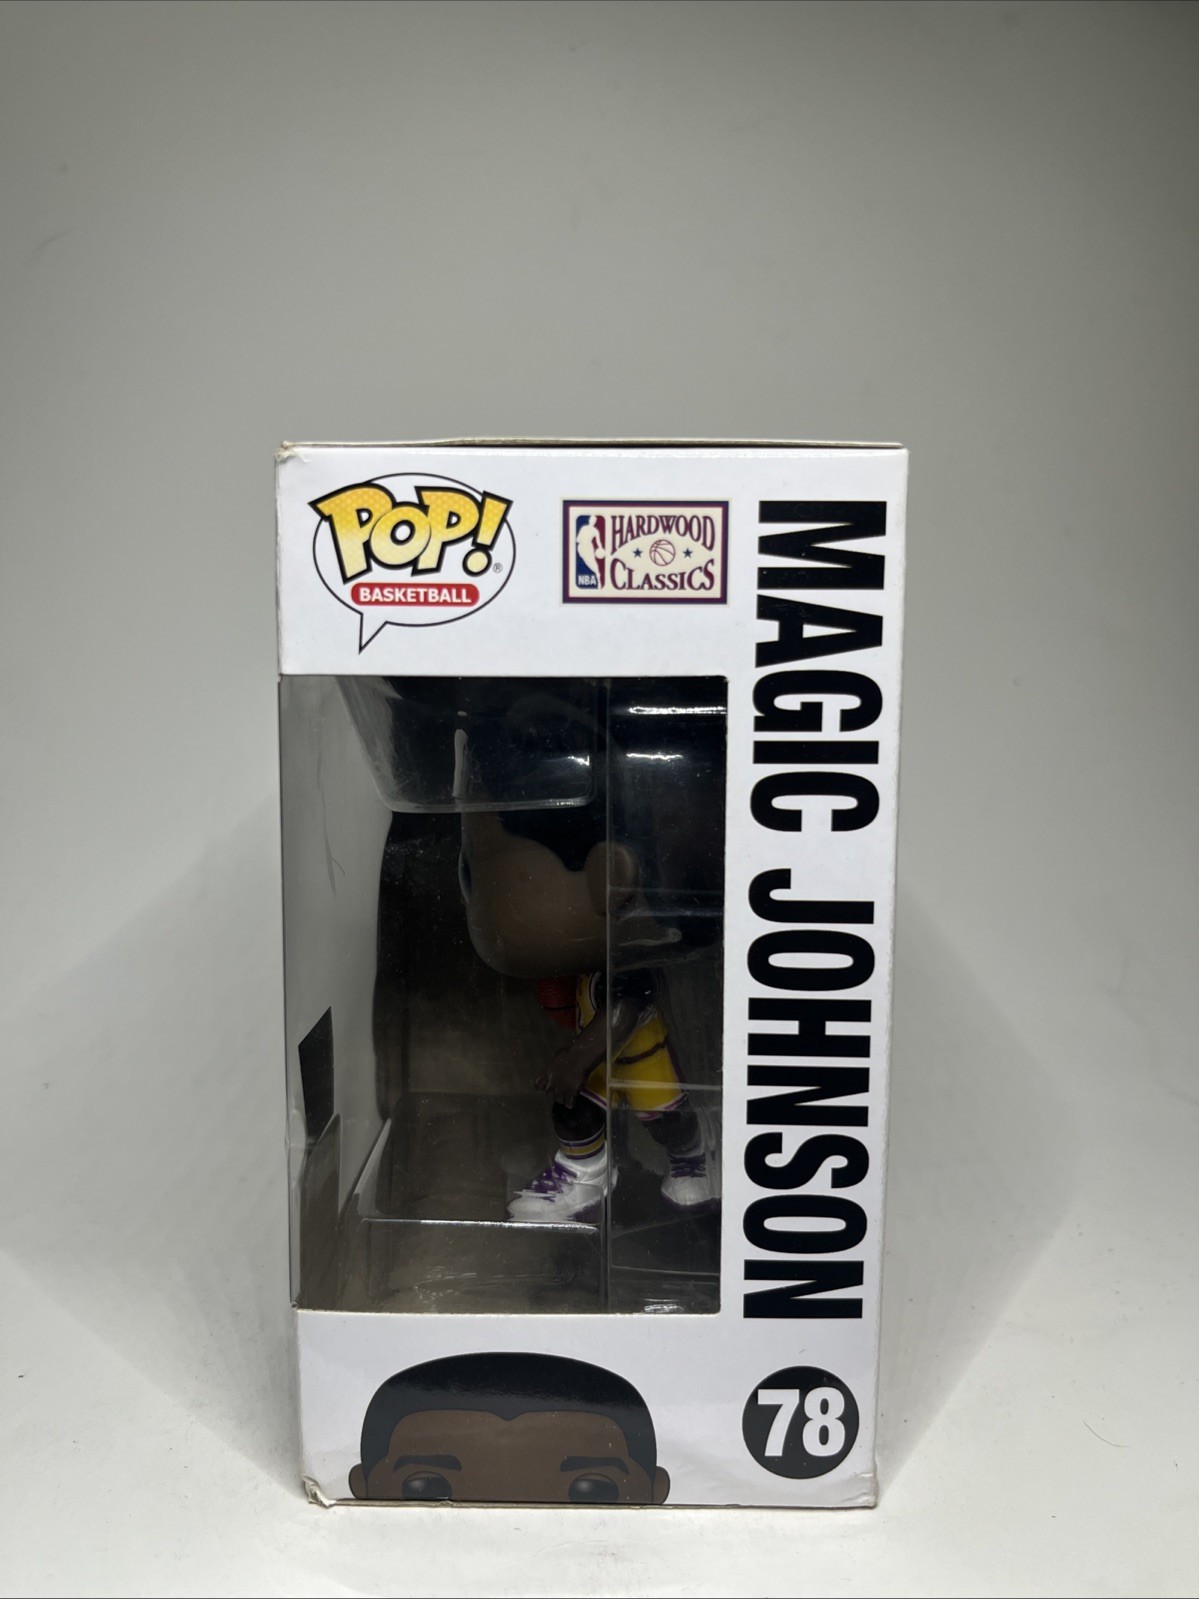 POP!®
BASKETBALL
NBA
HARDWOOD
CLASSICS
MAGIC JOHNSON
78